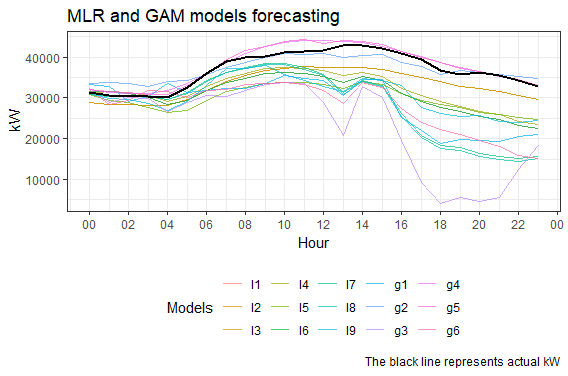 MLR and GAM models forecasting
kW
40000
30000
20000
10000
00 02 04 06 08 10 12 14 16 18 20 22 00
Hour
Models
l1 l4 l7 g1 g4
l2 l5 l8 g2 g5
l3 l6 l9 g3 g6
The black line represents actual kW